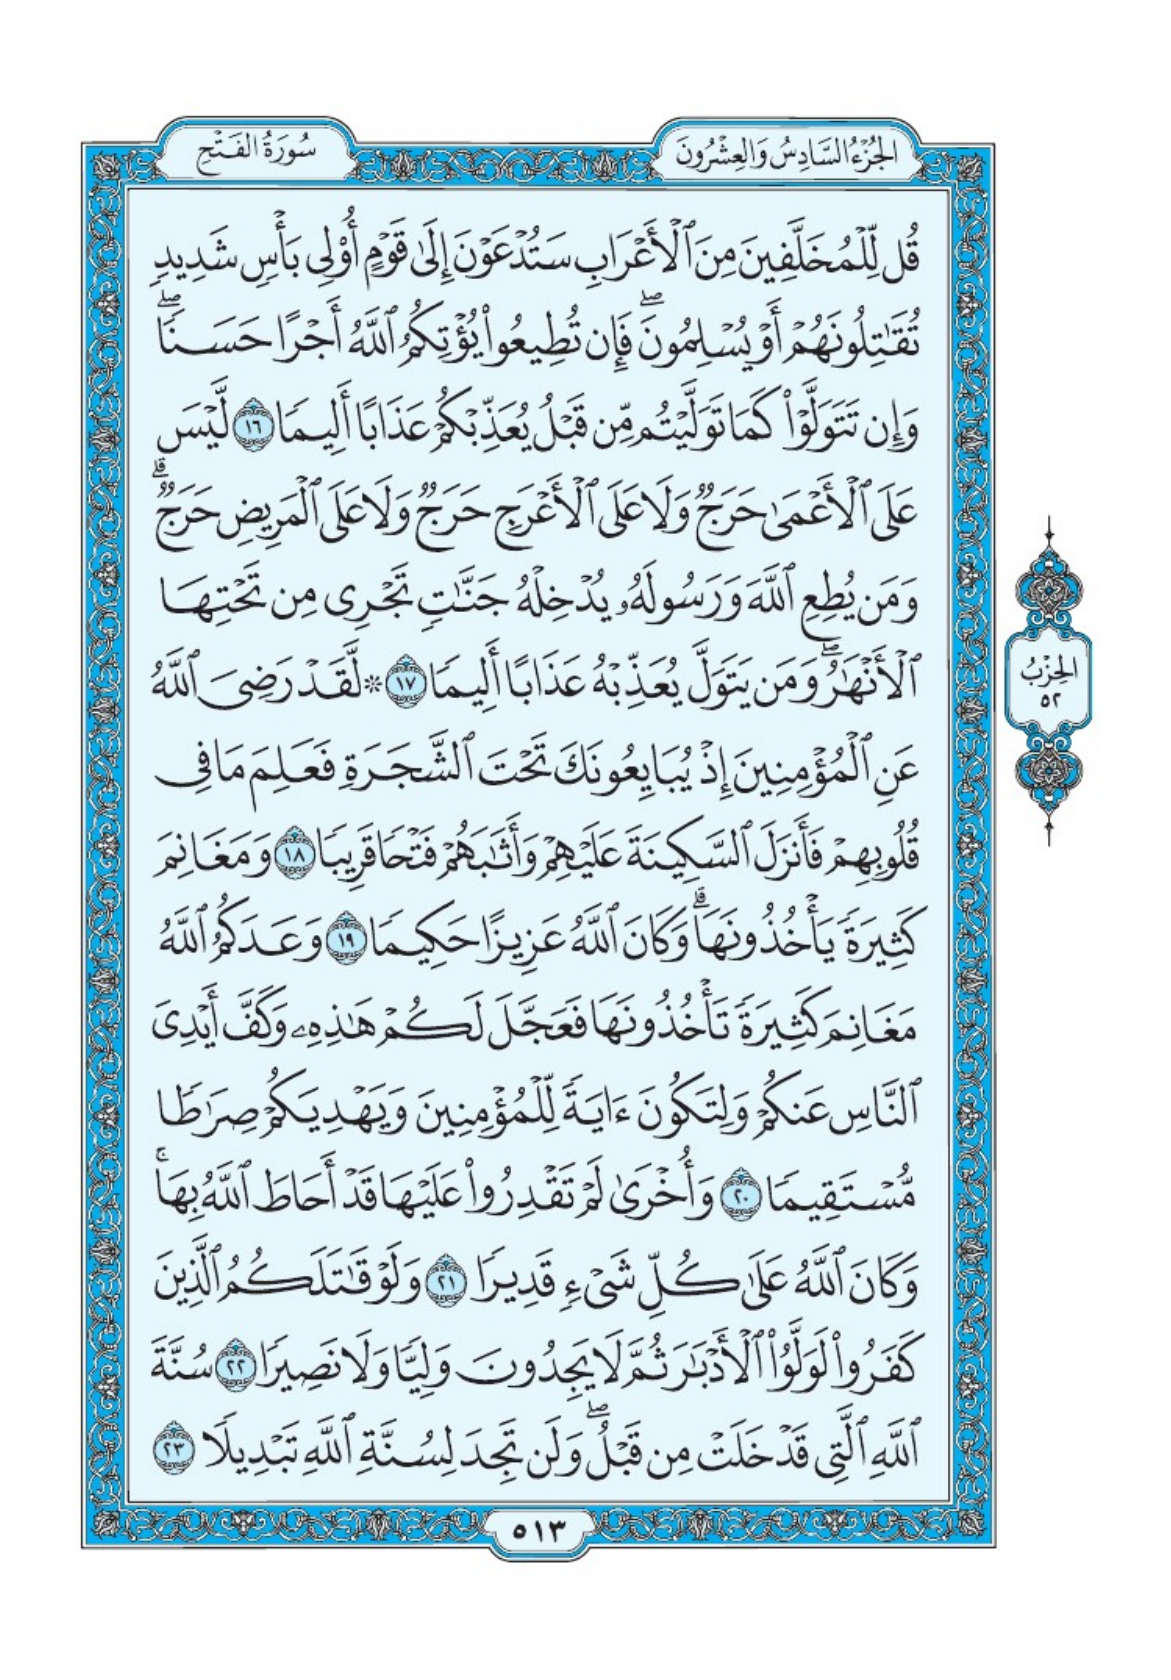 الجُزْءُ السَّادِسُ وَالعِشْرُونَ
سُورَةُ الفَتْحِ
قُل لِّلْمُخَلَّفِينَ مِنَ ٱلْأَعْرَابِ سَتُدْعَوْنَ إِلَىٰ قَوْمٍ أُوْلِي بَأْسٍ شَدِيدٍ
تُقَٰتِلُونَهُمْ أَوْ يُسْلِمُونَۖ فَإِن تُطِيعُواْ يُؤْتِكُمُ ٱللَّهُ أَجْرًا حَسَنٗاۖ
وَإِن تَتَوَلَّوْاْ كَمَا تَوَلَّيْتُم مِّن قَبْلُ يُعَذِّبْكُمْ عَذَابًا أَلِيمٗا ١٦ لَّيْسَ
عَلَى ٱلْأَعْمَىٰ حَرَجٞ وَلَا عَلَى ٱلْأَعْرَجِ حَرَجٞ وَلَا عَلَى ٱلْمَرِيضِ حَرَجٞۗ
وَمَن يُطِعِ ٱللَّهَ وَرَسُولَهُۥ يُدْخِلْهُ جَنَّٰتٖ تَجْرِي مِن تَحْتِهَا
ٱلْأَنْهَٰرُۖ وَمَن يَتَوَلَّ يُعَذِّبْهُ عَذَابًا أَلِيمٗا ١٧ ۞ لَّقَدْ رَضِيَ ٱللَّهُ
عَنِ ٱلْمُؤْمِنِينَ إِذْ يُبَايِعُونَكَ تَحْتَ ٱلشَّجَرَةِ فَعَلِمَ مَا فِي
قُلُوبِهِمْ فَأَنزَلَ ٱلسَّكِينَةَ عَلَيْهِمْ وَأَثَٰبَهُمْ فَتْحٗا قَرِيبٗا ١٨ وَمَغَانِمَ
كَثِيرَةٗ يَأْخُذُونَهَاۗ وَكَانَ ٱللَّهُ عَزِيزًا حَكِيمٗا ١٩ وَعَدَكُمُ ٱللَّهُ
مَغَانِمَ كَثِيرَةٗ تَأْخُذُونَهَا فَعَجَّلَ لَكُمْ هَٰذِهِۦ وَكَفَّ أَيْدِيَ
ٱلنَّاسِ عَنكُمْ وَلِتَكُونَ ءَايَةٗ لِّلْمُؤْمِنِينَ وَيَهْدِيَكُمْ صِرَٰطٗا
مُّسْتَقِيمٗا ٢٠ وَأُخْرَىٰ لَمْ تَقْدِرُواْ عَلَيْهَا قَدْ أَحَاطَ ٱللَّهُ بِهَاۚ
وَكَانَ ٱللَّهُ عَلَىٰ كُلِّ شَيْءٖ قَدِيرٗا ٢١ وَلَوْ قَٰتَلَكُمُ ٱلَّذِينَ
كَفَرُواْ لَوَلَّوُاْ ٱلْأَدْبَٰرَ ثُمَّ لَا يَجِدُونَ وَلِيّٗا وَلَا نَصِيرٗا ٢٢ سُنَّةَ
ٱللَّهِ ٱلَّتِي قَدْ خَلَتْ مِن قَبْلُۖ وَلَن تَجِدَ لِسُنَّةِ ٱللَّهِ تَبْدِيلٗا ٢٣
الحِزْبُ
٥٢
٥١٣